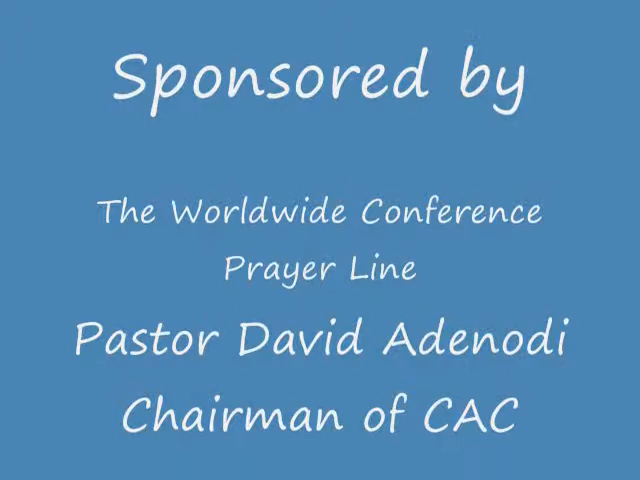 Sponsored by
The Worldwide Conference
Prayer Line
Pastor David Adenodi
Chairman of CAC